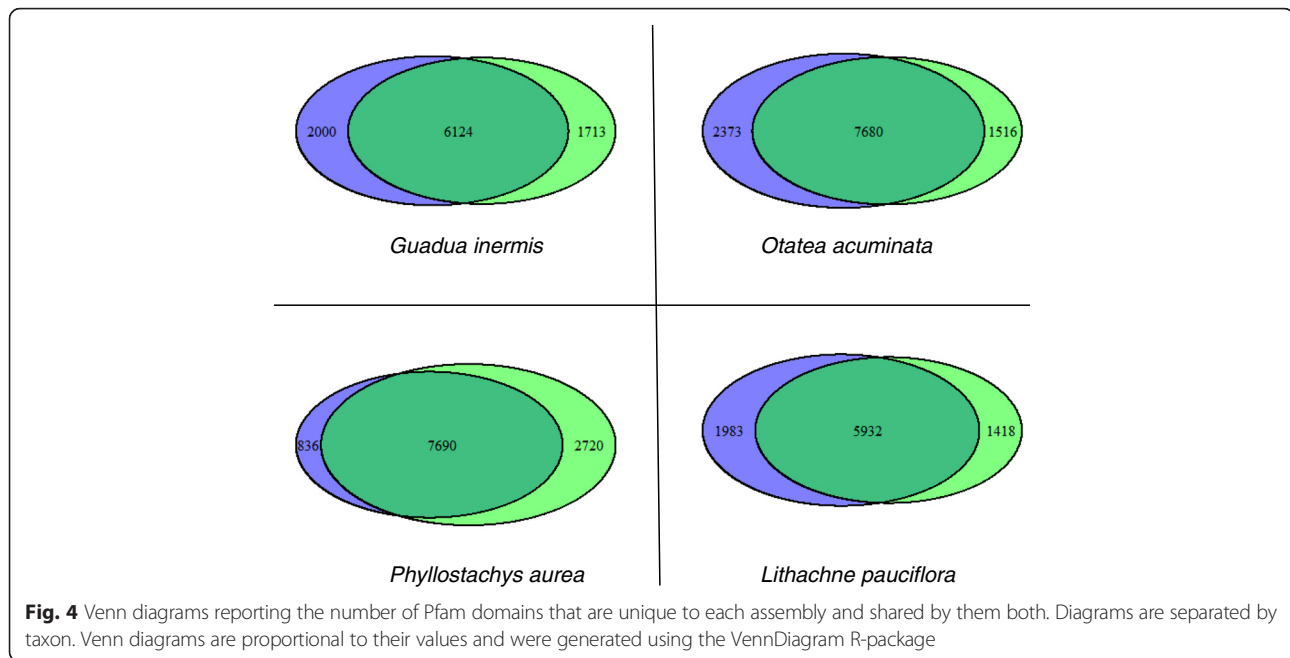 2000 6124 1713
Guadua inermis
2373 7680 1516
Otatea acuminata
836 7690 2720
Phyllostachys aurea
1983 5932 1418
Lithachne pauciflora
Fig. 4 Venn diagrams reporting the number of Pfam domains that are unique to each assembly and shared by them both. Diagrams are separated by
taxon. Venn diagrams are proportional to their values and were generated using the VennDiagram R-package